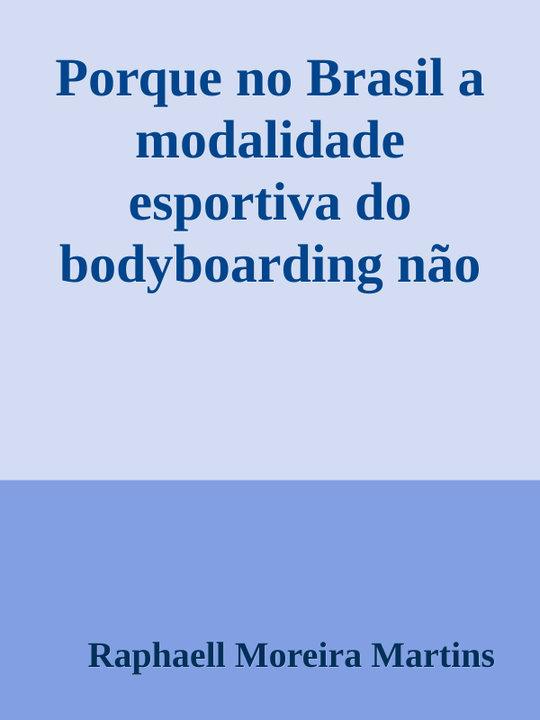 Porque no Brasil a
modalidade
esportiva do
bodyboarding não
Raphaell Moreira Martins